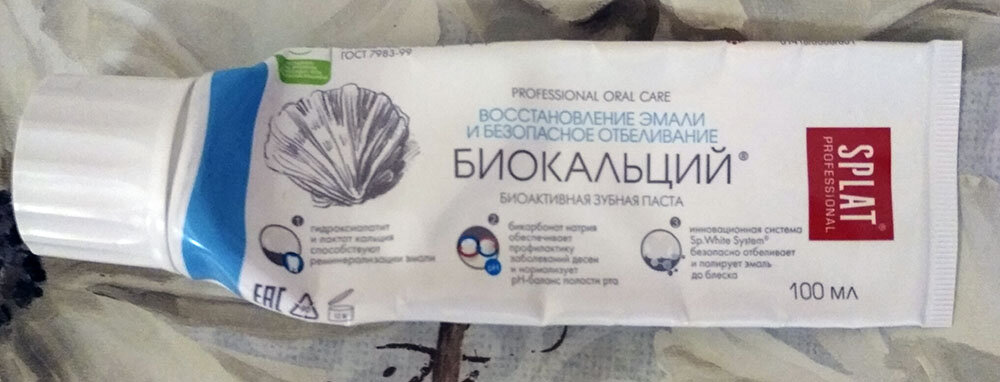 ГОСТ 7983-99
PROFESSIONAL ORAL CARE
ВОССТАНОВЛЕНИЕ ЭМАЛИ
И БЕЗОПАСНОЕ ОТБЕЛИВАНИЕ
БИОКАЛЬЦИЙ®
БИОАКТИВНАЯ ЗУБНАЯ ПАСТА
1
гидроксиапатит
и лактат кальция
способствуют
реминерализации эмали
2
pH
бикарбонат натрия
обеспечивает
профилактику
заболеваний десен
и нормализует
pH-баланс полости рта
3
инновационная система
Sp.White System®
безопасно отбеливает
и полирует эмаль
до блеска
SPLAT
PROFESSIONAL
EAC
100 МЛ